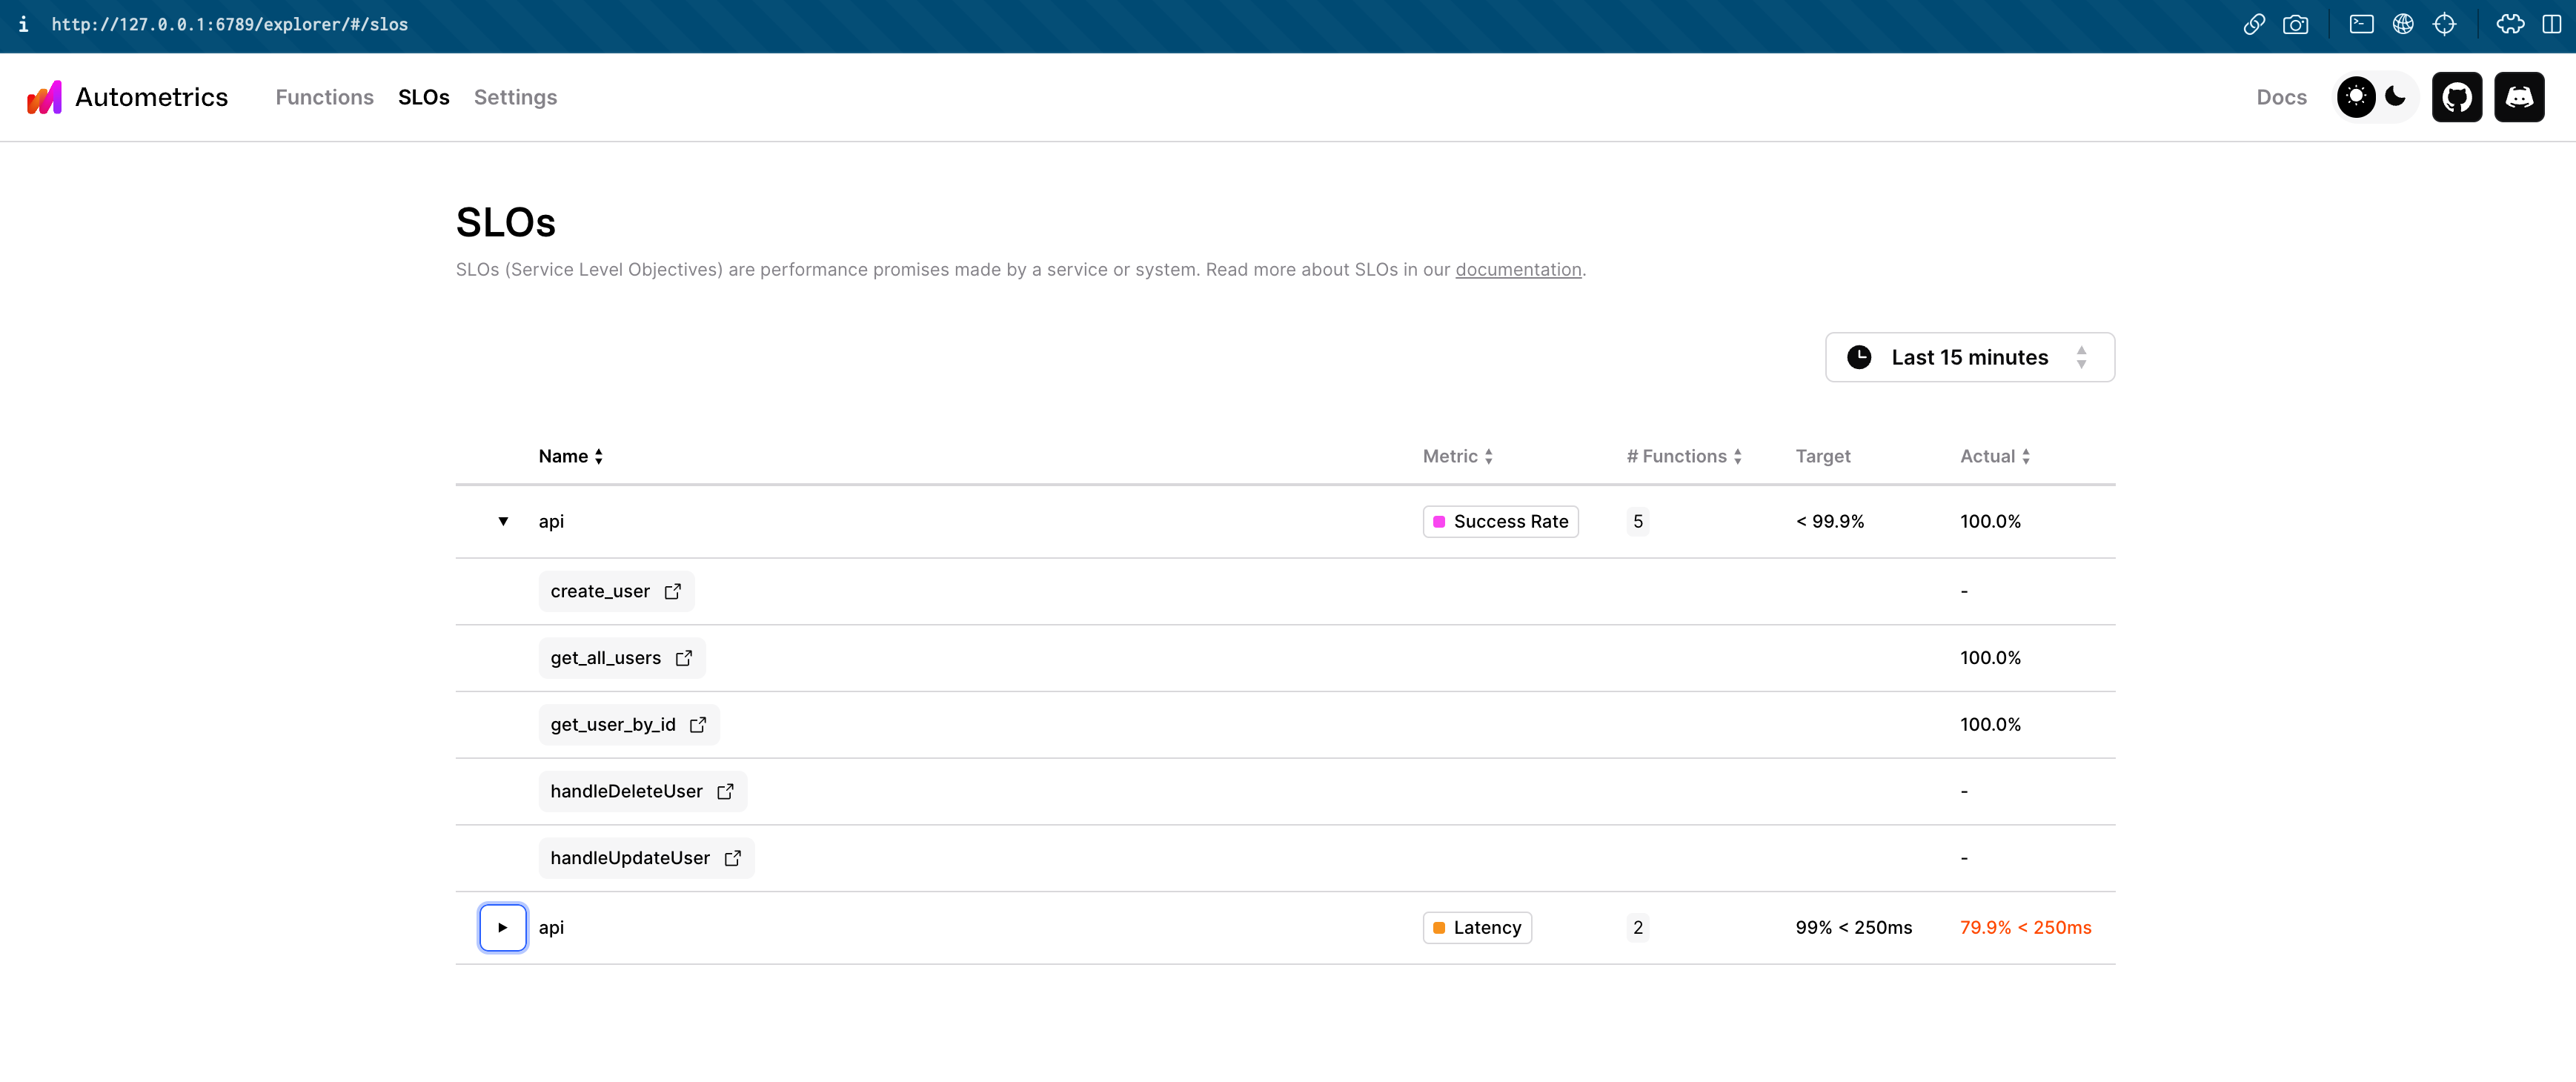 i http://127.0.0.1:6789/explorer/#/slos
Autometrics Functions SLOs Settings Docs
SLOs
SLOs (Service Level Objectives) are performance promises made by a service or system. Read more about SLOs in our documentation.
Last 15 minutes
Name Metric # Functions Target Actual
api Success Rate 5 < 99.9% 100.0%
create_user -
get_all_users 100.0%
get_user_by_id 100.0%
handleDeleteUser -
handleUpdateUser -
api Latency 2 99% < 250ms 79.9% < 250ms